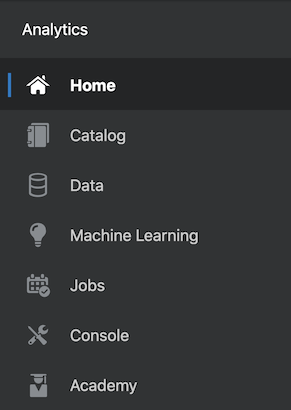 Analytics
Home
Catalog
Data
Machine Learning
Jobs
Console
Academy